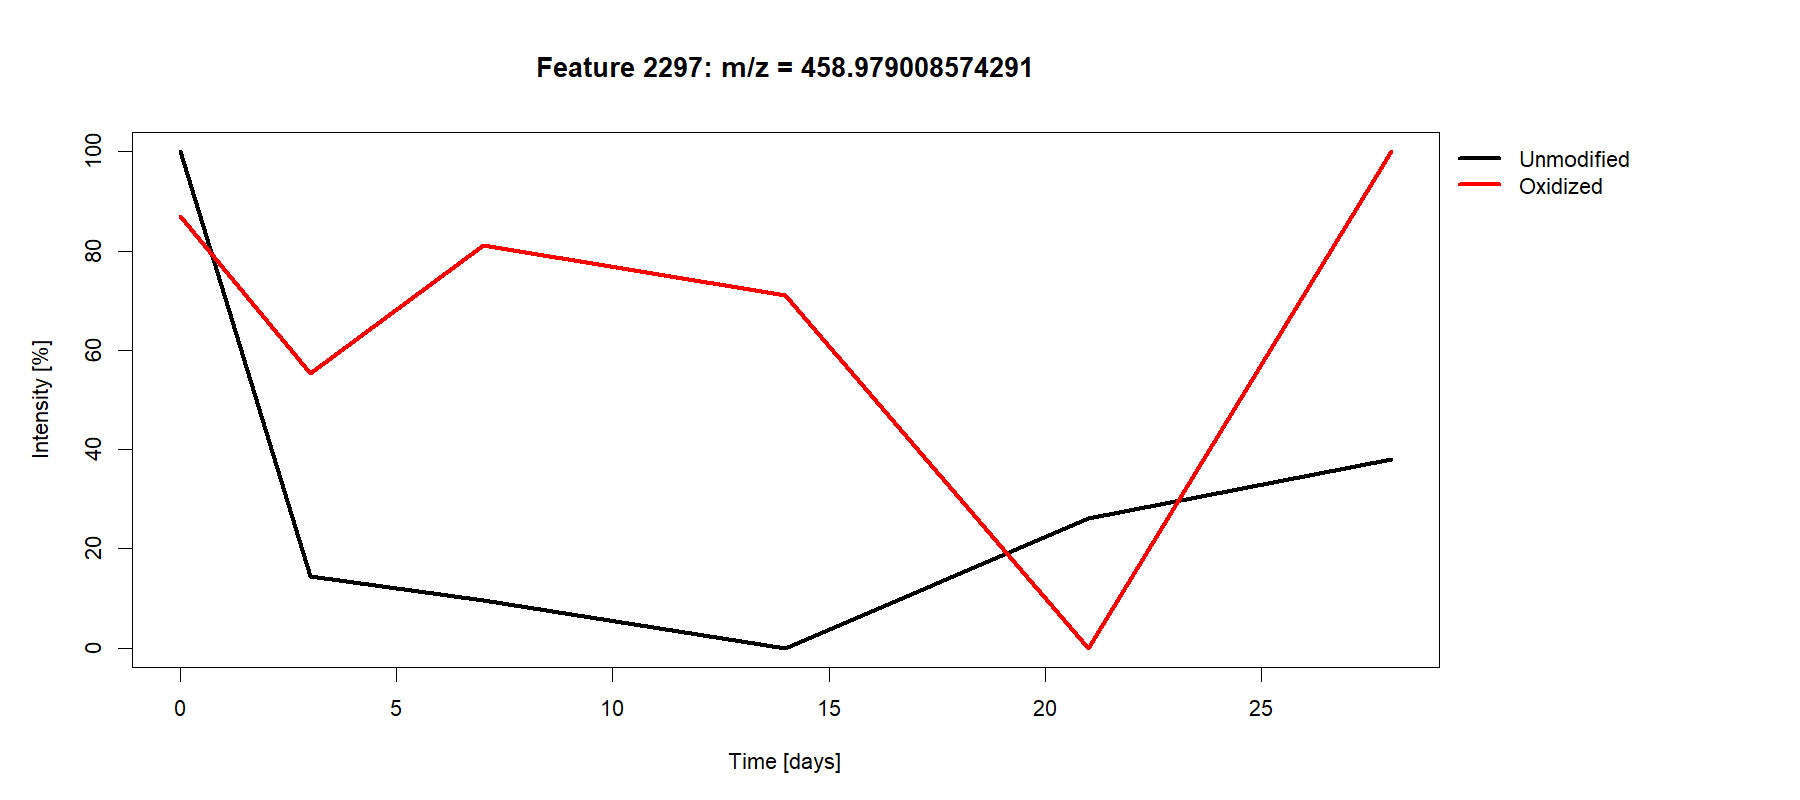 Feature 2297: m/z = 458.979008574291
Unmodified
Oxidized
Intensity [%]
100
80
60
40
20
0
0 5 10 15 20 25
Time [days]